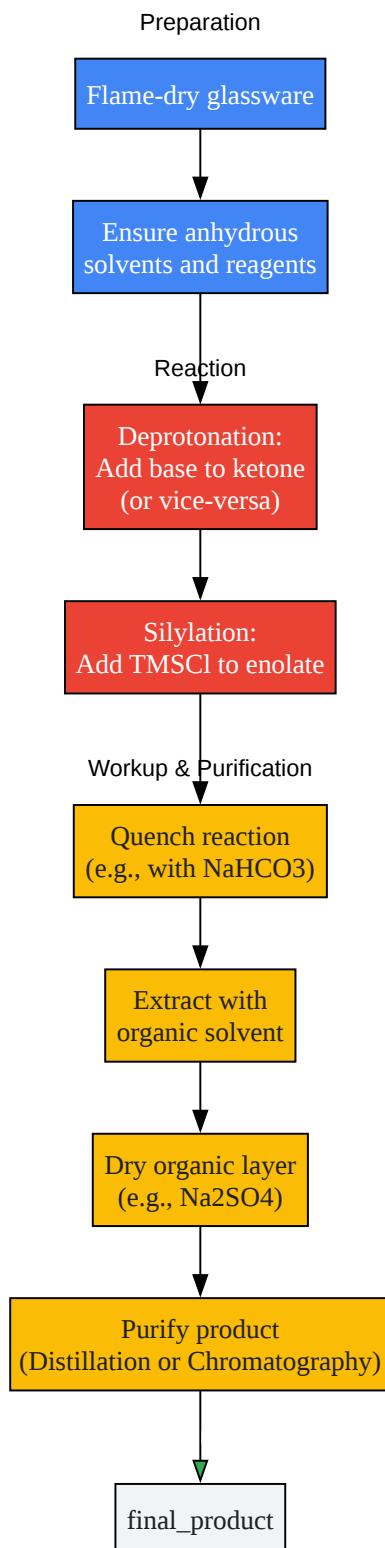 Preparation
Flame-dry glassware
Ensure anhydrous
solvents and reagents
Reaction
Deprotonation:
Add base to ketone
(or vice-versa)
Silylation:
Add TMSCl to enolate
Workup & Purification
Quench reaction
(e.g., with NaHCO3)
Extract with
organic solvent
Dry organic layer
(e.g., Na2SO4)
Purify product
(Distillation or Chromatography)
final_product